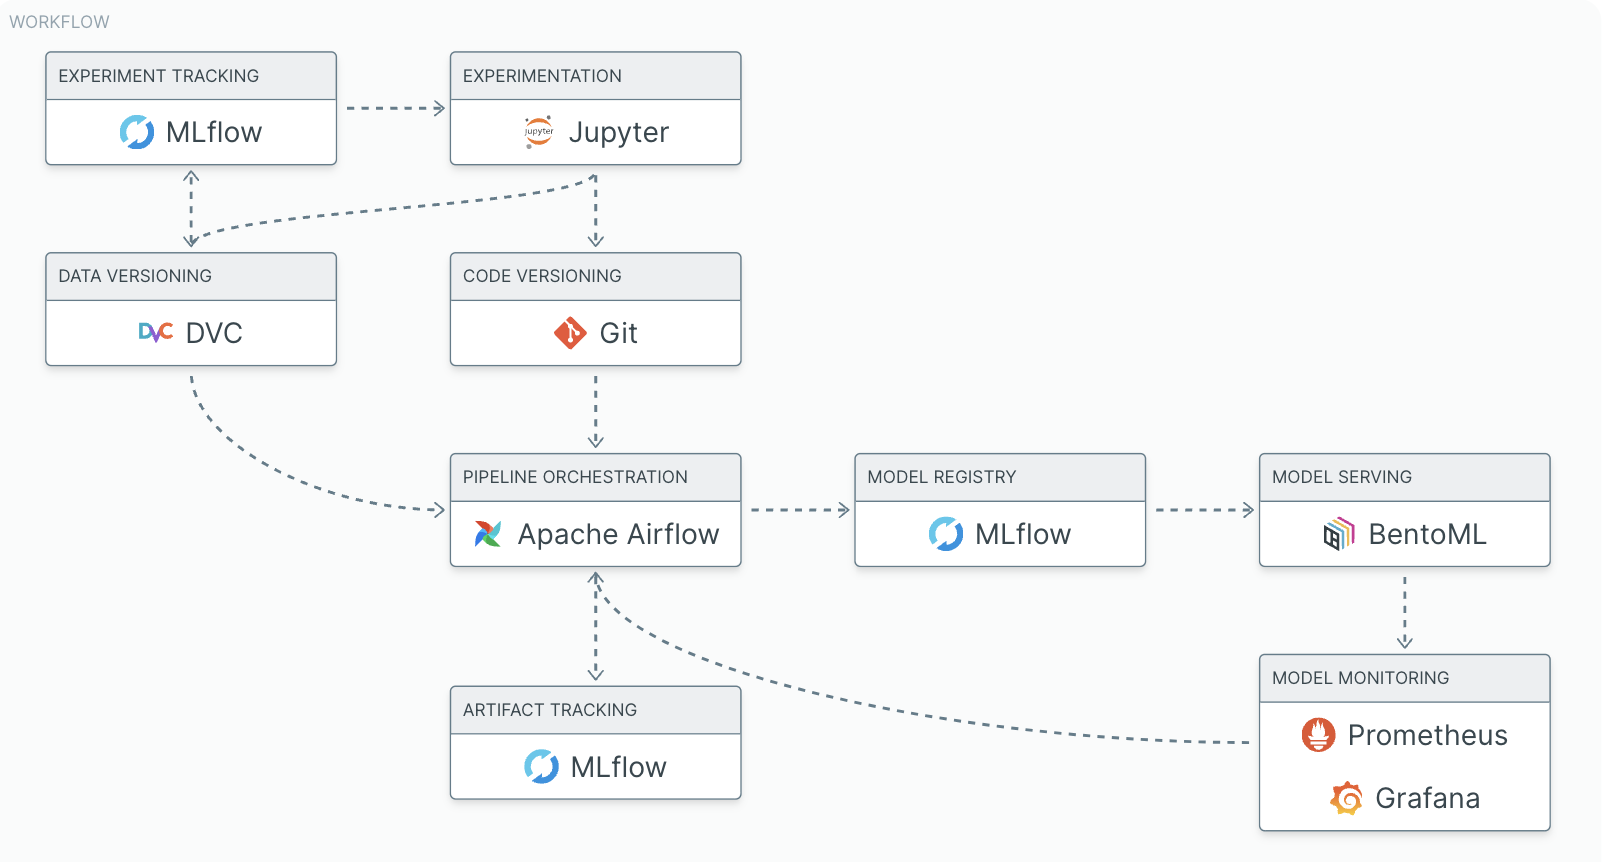 WORKFLOW
EXPERIMENT TRACKING
MLflow
EXPERIMENTATION
jupyter
Jupyter
DATA VERSIONING
DVC
DVC
CODE VERSIONING
Git
PIPELINE ORCHESTRATION
Apache Airflow
MODEL REGISTRY
MLflow
MODEL SERVING
BentoML
ARTIFACT TRACKING
MLflow
MODEL MONITORING
Prometheus
Grafana